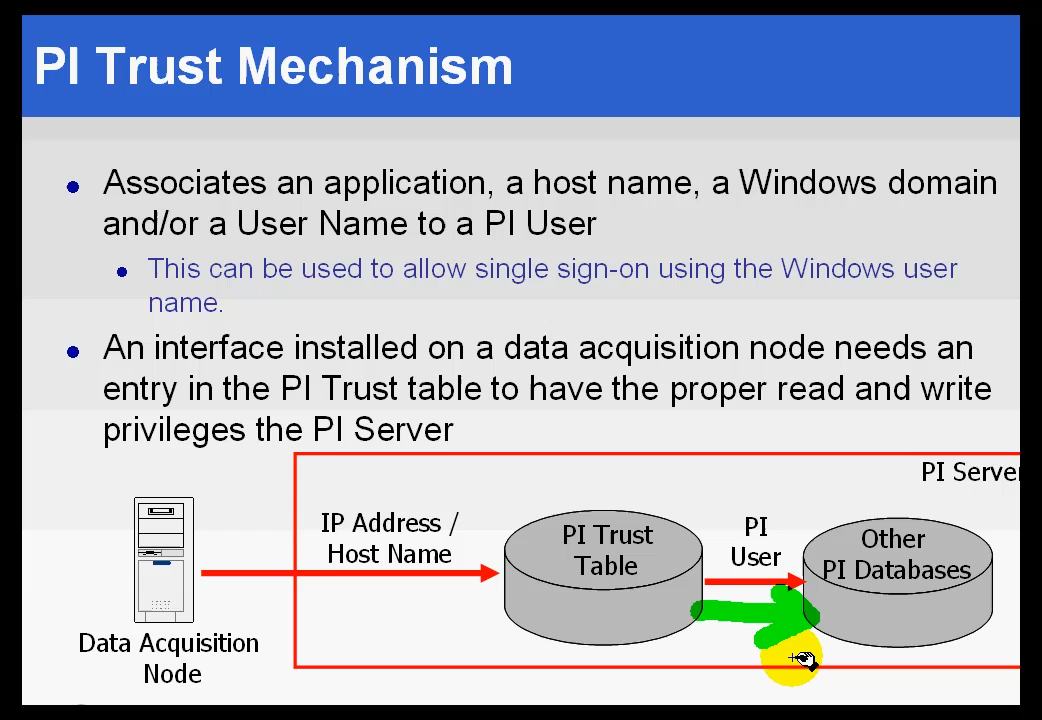 PI Trust Mechanism
Associates an application, a host name, a Windows domain
and/or a User Name to a PI User
This can be used to allow single sign-on using the Windows user
name.
An interface installed on a data acquisition node needs an
entry in the PI Trust table to have the proper read and write
privileges the PI Server
PI Server
IP Address /
Host Name
PI Trust
Table
PI
User
Other
PI Databases
Data Acquisition
Node